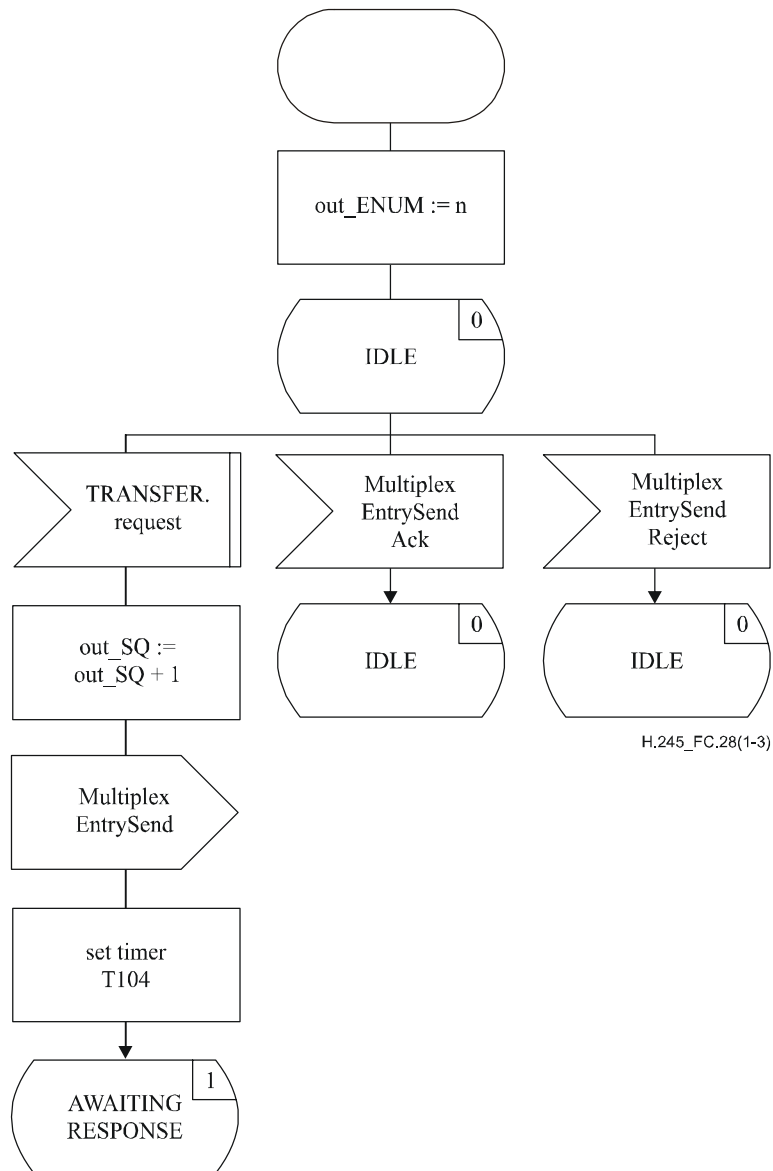 out_ENUM := n
0
IDLE
TRANSFER.
request
Multiplex
EntrySend
Ack
Multiplex
EntrySend
Reject
out_SQ :=
out_SQ + 1
0
IDLE
0
IDLE
H.245_FC.28(1-3)
Multiplex
EntrySend
set timer
T104
1
AWAITING
RESPONSE